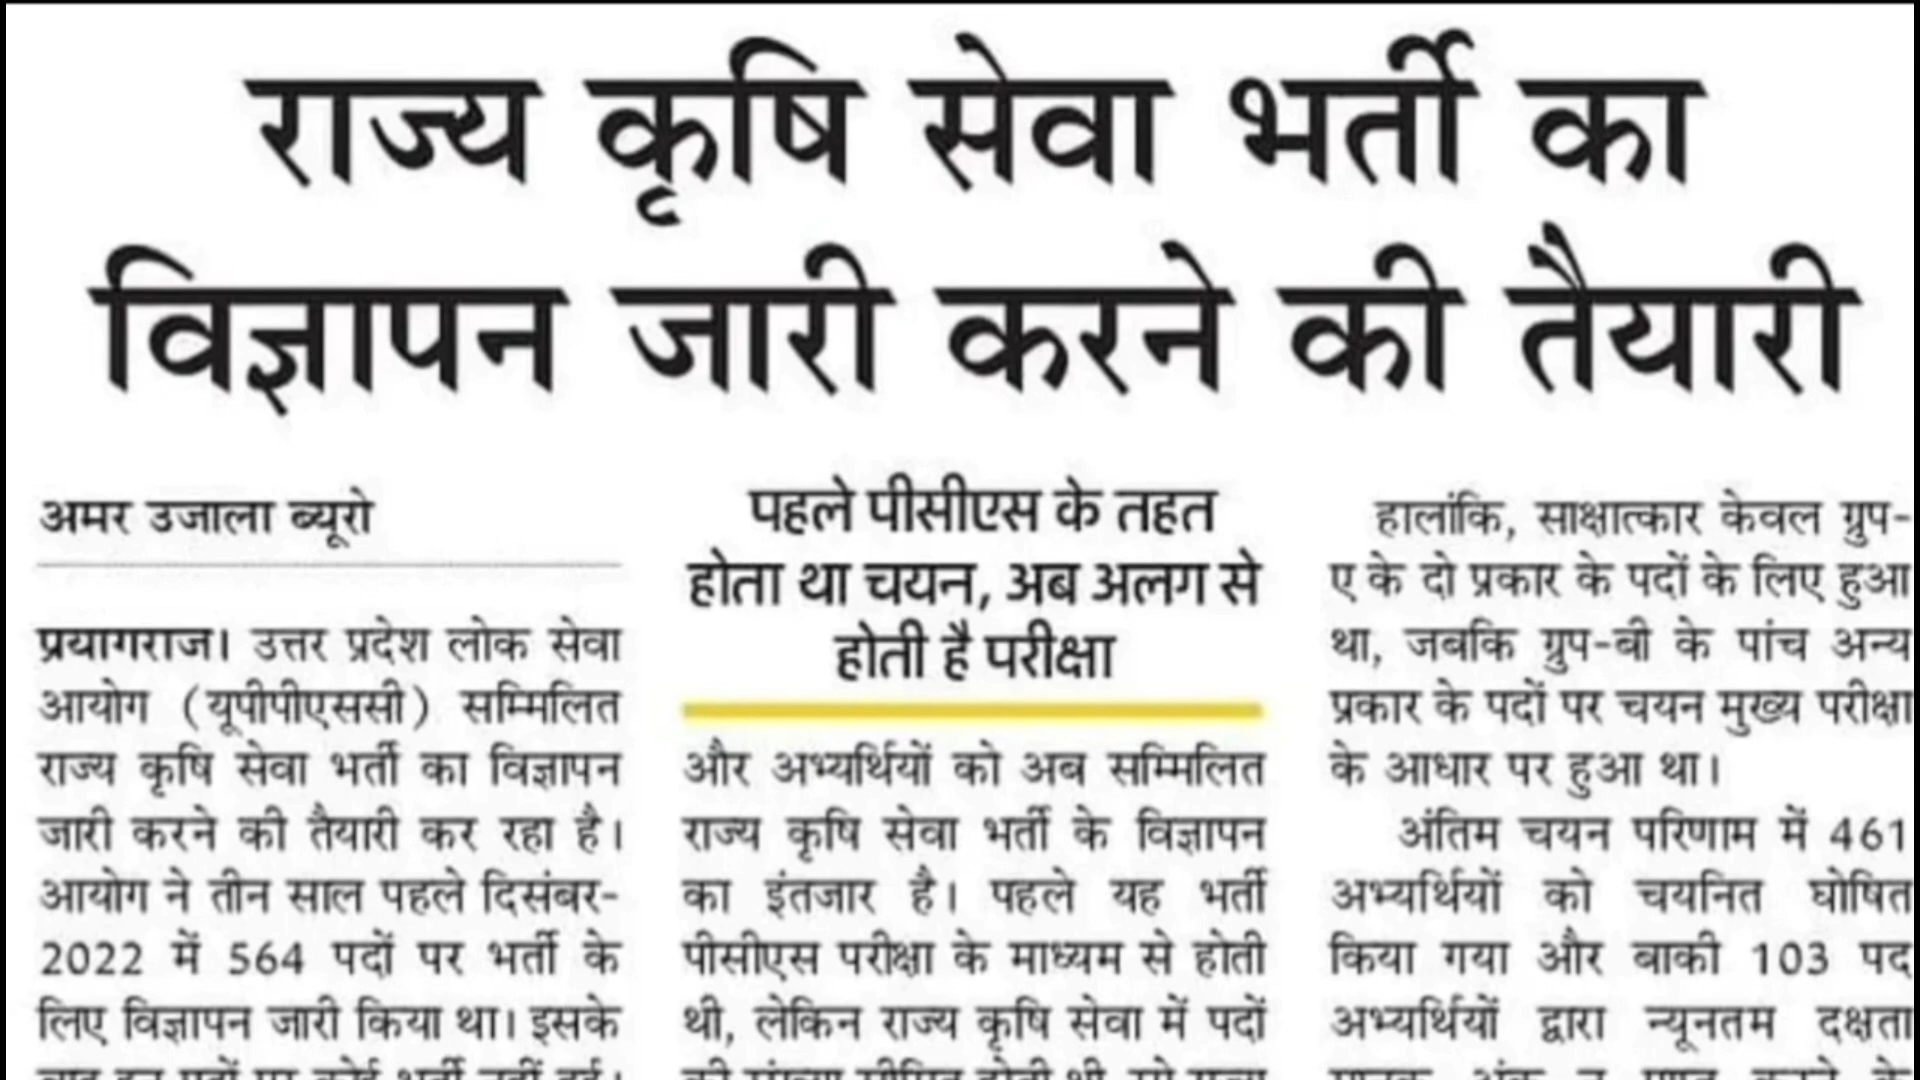 राज्य कृषि सेवा भर्ती का
विज्ञापन जारी करने की तैयारी
अमर उजाला ब्यूरो
प्रयागराज। उत्तर प्रदेश लोक सेवा
आयोग (यूपीपीएससी) सम्मिलित
राज्य कृषि सेवा भर्ती का विज्ञापन
जारी करने की तैयारी कर रहा है।
आयोग ने तीन साल पहले दिसंबर-
2022 में 564 पदों पर भर्ती के
लिए विज्ञापन जारी किया था। इसके
पहले पीसीएस के तहत
होता था चयन, अब अलग से
होती है परीक्षा
और अभ्यर्थियों को अब सम्मिलित
राज्य कृषि सेवा भर्ती के विज्ञापन
का इंतजार है। पहले यह भर्ती
पीसीएस परीक्षा के माध्यम से होती
थी, लेकिन राज्य कृषि सेवा में पदों
हालांकि, साक्षात्कार केवल ग्रुप-
ए के दो प्रकार के पदों के लिए हुआ
था, जबकि ग्रुप-बी के पांच अन्य
प्रकार के पदों पर चयन मुख्य परीक्षा
के आधार पर हुआ था।
अंतिम चयन परिणाम में 461
अभ्यर्थियों को चयनित घोषित
किया गया और बाकी 103 पद
अभ्यर्थियों द्वारा न्यूनतम दक्षता